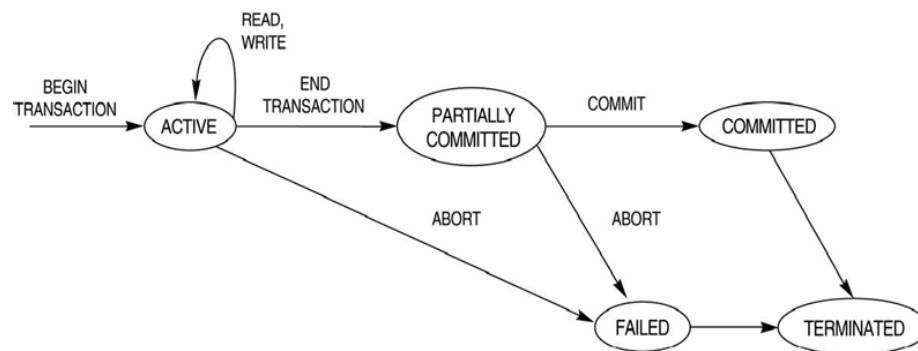 READ,
WRITE
BEGIN
TRANSACTION
END
TRANSACTION
ACTIVE
PARTIALLY
COMMITTED
COMMIT
COMMITTED
ABORT
ABORT
FAILED
TERMINATED